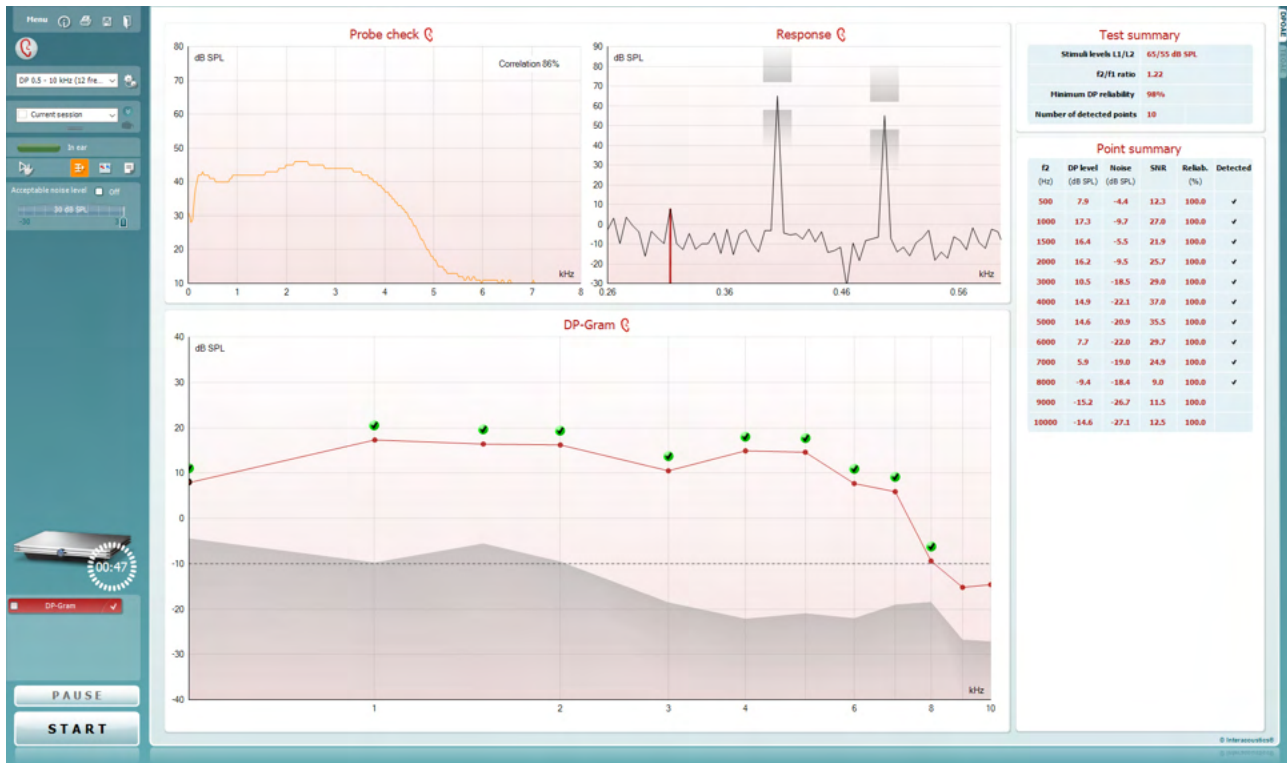 Menu
DP 0.5 - 10 kHz (12 fre...
Current session
In ear
Acceptable noise level Off
30 dB SPL
-30
00:47
DP-Gram
PAUSE
START
Probe check
dB SPL
Correlation 86%
80
70
60
50
40
30
20
10
kHz
0 1 2 3 4 5 6 7 8
Response
dB SPL
90
80
70
60
50
40
30
20
10
0
-10
-20
-30
kHz
0.26 0.36 0.46 0.56
DP-Gram
dB SPL
40
30
20
10
0
-10
-20
-30
-40
kHz
1 2 3 4 6 8 10
Test summary
Stimuli levels L1/L2 65/55 dB SPL
f2/f1 ratio 1.22
Minimum DP reliability 98%
Number of detected points 10
Point summary
f2 DP level Noise SNR Reliab. Detected
(Hz) (dB SPL) (dB SPL) (%)
500 7.9 -4.4 12.3 100.0 ✓
1000 17.3 -9.7 27.0 100.0 ✓
1500 16.4 -5.5 21.9 100.0 ✓
2000 16.2 -9.5 25.7 100.0 ✓
3000 10.5 -18.5 29.0 100.0 ✓
4000 14.9 -22.1 37.0 100.0 ✓
5000 14.6 -20.9 35.5 100.0 ✓
6000 7.7 -22.0 29.7 100.0 ✓
7000 5.9 -19.0 24.9 100.0 ✓
8000 -9.4 -18.4 9.0 100.0 ✓
9000 -15.2 -26.7 11.5 100.0
10000 -14.6 -27.1 12.5 100.0
DPOAE
© Interacoustics®